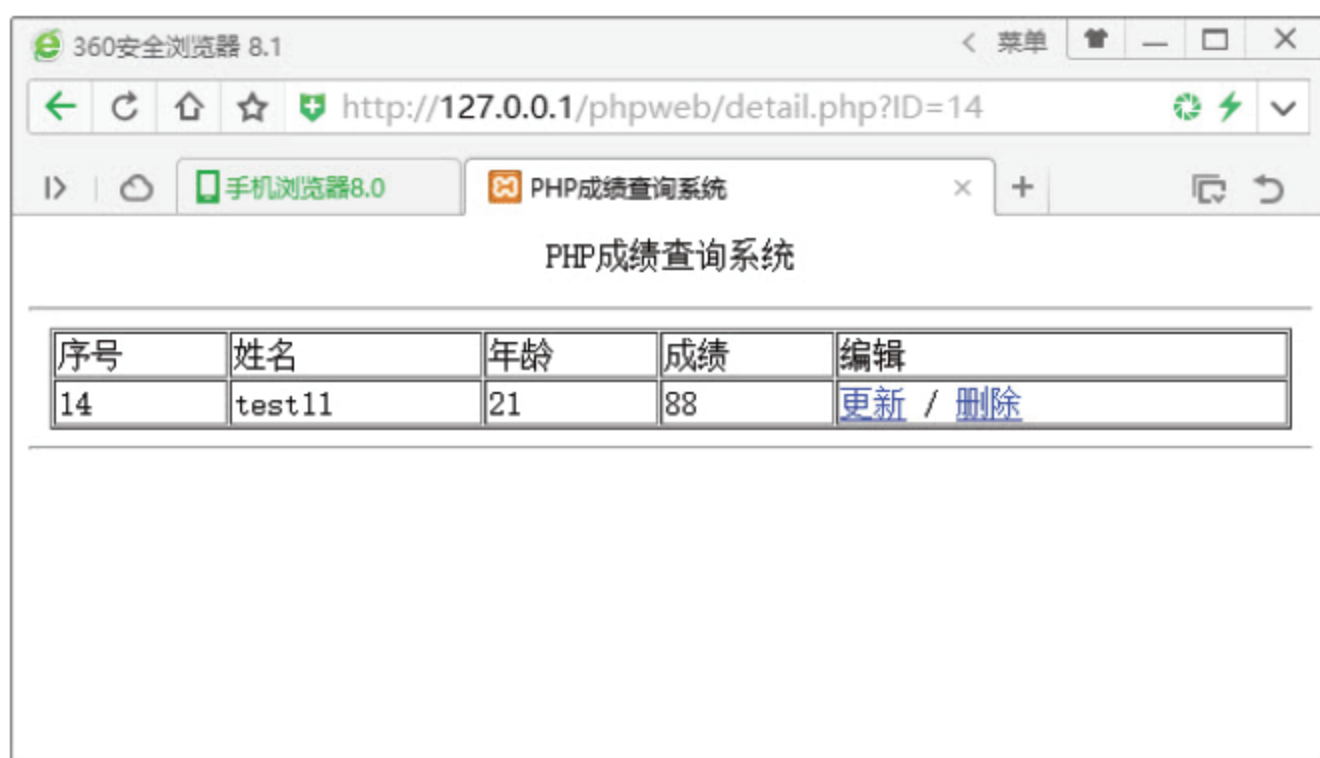 360安全浏览器 8.1 菜单
http://127.0.0.1/phpweb/detail.php?ID=14
手机浏览器8.0 PHP成绩查询系统
PHP成绩查询系统
序号 姓名 年龄 成绩 编辑
14 test11 21 88 更新 / 删除